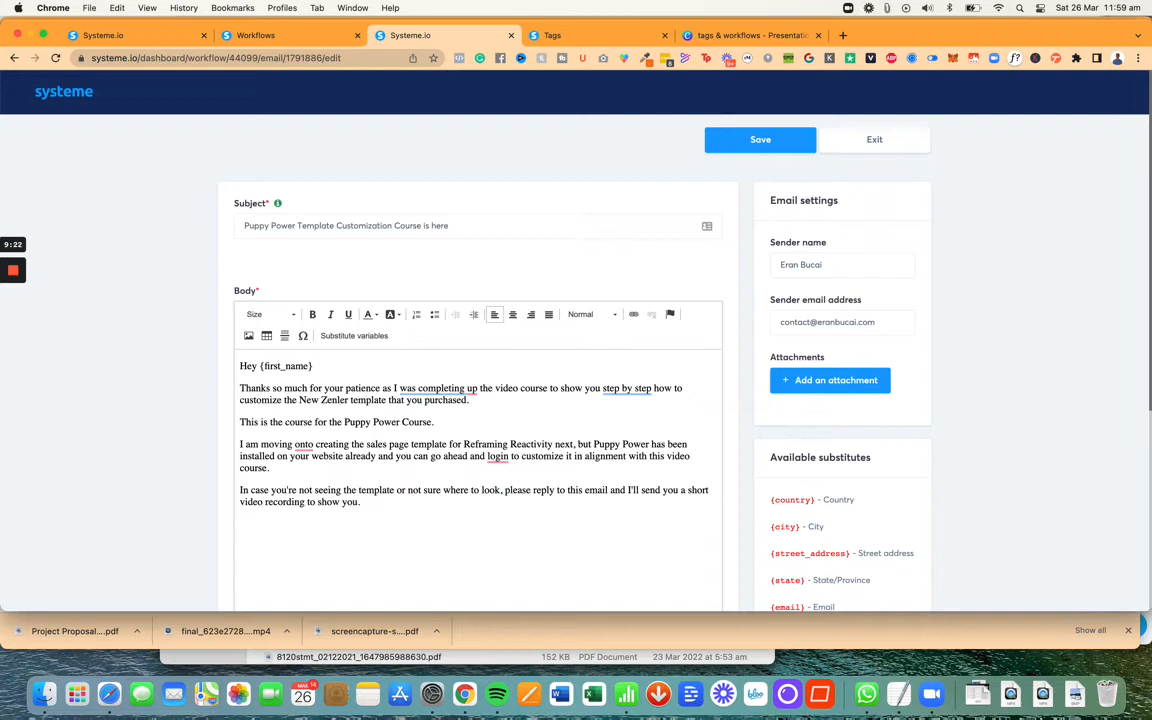 Chrome File Edit View History Bookmarks Profiles Tab Window Help Sat 26 Mar 11:59 am
Systeme.io Workflows Systeme.io Tags tags & workflows - Presentatio
systeme.io/dashboard/workflow/44099/email/1791886/edit
systeme
Save Exit
Subject*
Puppy Power Template Customization Course is here
9:22
Body*
Size B I U A A Normal
Substitute variables
Hey {first_name}
Thanks so much for your patience as I was completing up the video course to show you step by step how to
customize the New Zenler template that you purchased.
This is the course for the Puppy Power Course.
I am moving onto creating the sales page template for Reframing Reactivity next, but Puppy Power has been
installed on your website already and you can go ahead and login to customize it in alignment with this video
course.
In case you're not seeing the template or not sure where to look, please reply to this email and I'll send you a short
video recording to show you.
Email settings
Sender name
Eran Bucai
Sender email address
contact@eranbucai.com
Attachments
+ Add an attachment
Available substitutes
{country} - Country
{city} - City
{street_address} - Street address
{state} - State/Province
{email} - Email
Project Proposal....pdf final_623e2728....mp4 screencapture-s....pdf Show all
8120stmt_02122021_1647985988630.pdf 152 KB PDF Document 23 Mar 2022 at 5:53 am